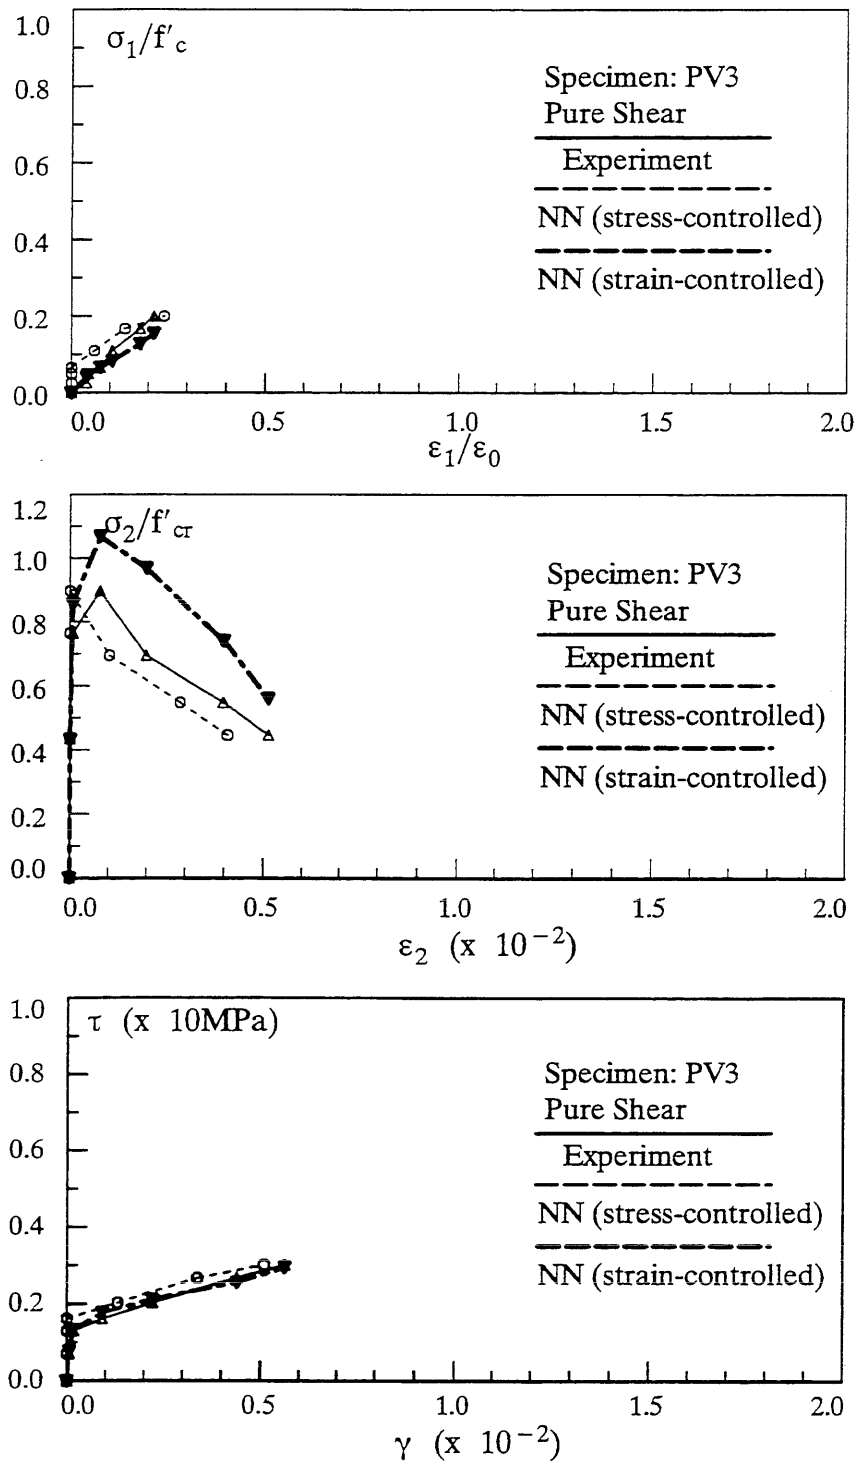 1.0
σ1/f'c
0.8
0.6
0.4
0.2
0.0
Specimen: PV3
Pure Shear
Experiment
NN (stress-controlled)
NN (strain-controlled)
0.0 0.5 1.0 1.5 2.0
ε1/ε0
1.2
σ2/f'cr
1.0
0.8
0.6
0.4
0.2
0.0
Specimen: PV3
Pure Shear
Experiment
NN (stress-controlled)
NN (strain-controlled)
0.0 0.5 1.0 1.5 2.0
ε2 (x 10−2)
1.0
τ (x 10MPa)
0.8
0.6
0.4
0.2
0.0
Specimen: PV3
Pure Shear
Experiment
NN (stress-controlled)
NN (strain-controlled)
0.0 0.5 1.0 1.5 2.0
γ (x 10−2)